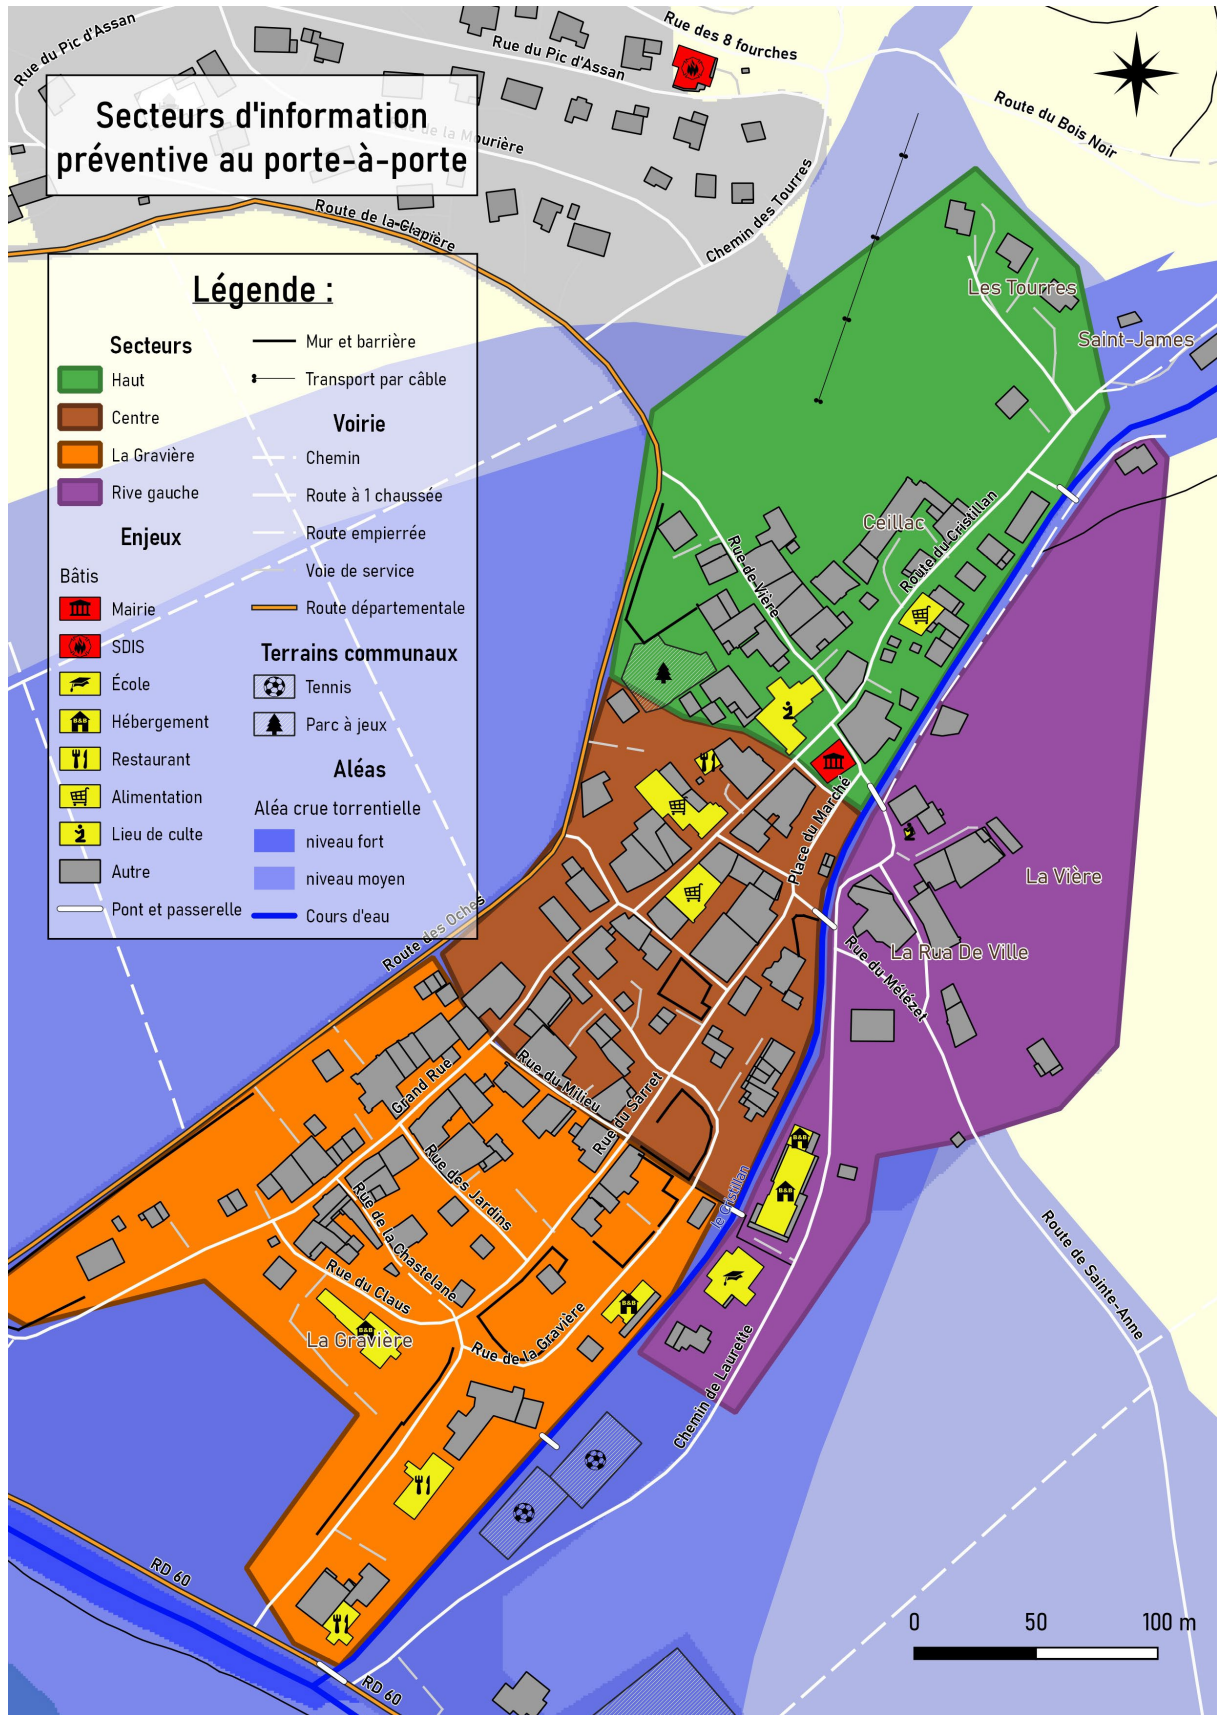 Rue du Pic d'Assan
Rue des 8 fourches
Rue du Pic d'Assan
Route du Bois Noir
Secteurs d'information
préventive au porte-à-porte
de la Mourière
Chemin des Tourres
Route de la Clapière
Légende :
Secteurs
Haut
Centre
La Gravière
Rive gauche
Enjeux
Bâtis
Mairie
SDIS
École
B&B
Hébergement
Restaurant
Alimentation
Lieu de culte
Autre
Pont et passerelle
Mur et barrière
Transport par câble
Voirie
Chemin
Route à 1 chaussée
Route empierrée
Voie de service
Route départementale
Terrains communaux
Tennis
Parc à jeux
Aléas
Aléa crue torrentielle
niveau fort
niveau moyen
Cours d'eau
Les Tourres
Saint-James
Ceillac
Route du Cristillan
Rue de Vière
Place du Marché
La Vière
Route des Oches
La Rua De Ville
Rue du Mélézet
Rue du Milieu
Grand Rue
Rue du Sarret
B&B
B&B
Rue des Jardins
Rue de la Chastelane
le Cristillan
Rue du Claus
B&B
B&B
La Gravière
Rue de la Gravière
Route de Sainte-Anne
Chemin de Laurette
RD 60
RD 60
0 50 100 m